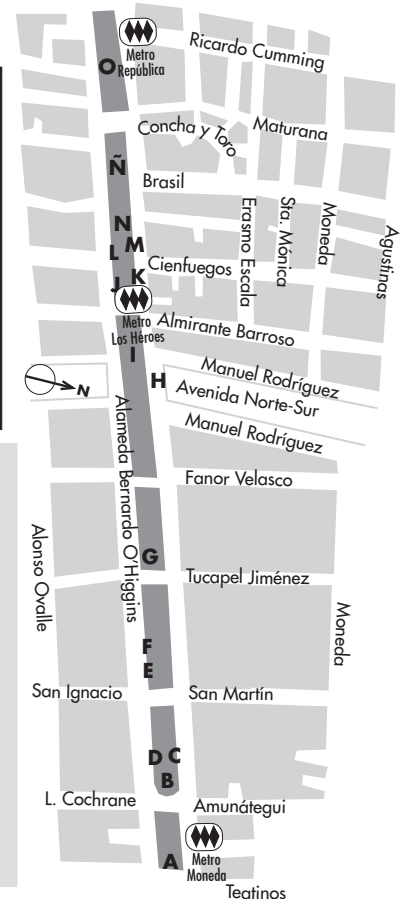 Ricardo Cumming
Metro
República
O
Concha y Toro
Maturana
Ñ
Brasil
N
M
L
Erasmo Escala
Sta. Mónica
Moneda
Agustinas
Cienfuegos
K
J
Metro
Los Héroes
Almirante Barroso
I
Manuel Rodríguez
H
Avenida Norte-Sur
N
Manuel Rodríguez
Alameda Bernardo O'Higgins
Fanor Velasco
Alonso Ovalle
G
Tucapel Jiménez
Moneda
F
E
San Ignacio
San Martín
D C
B
L. Cochrane
Amunátegui
A
Metro
Moneda
Teatinos